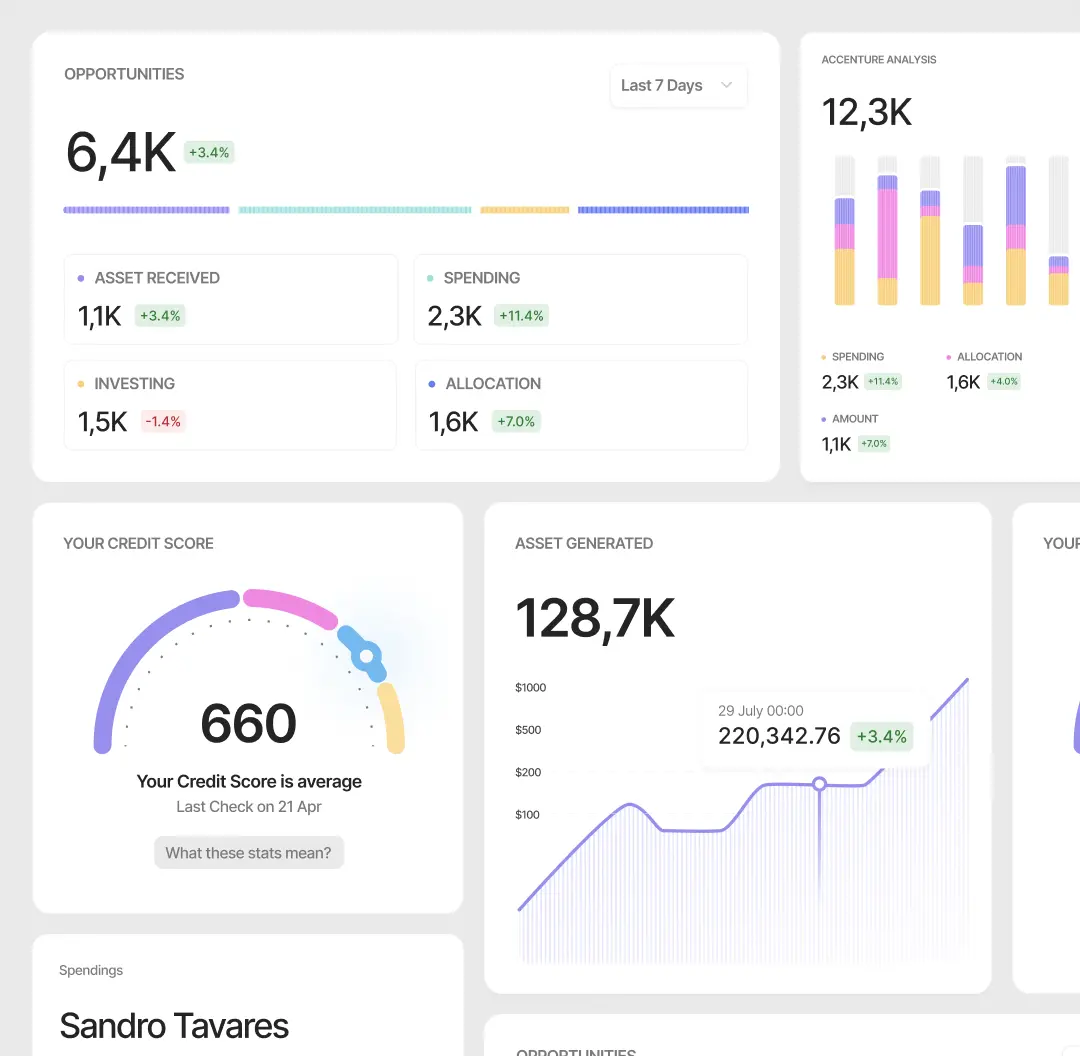 OPPORTUNITIES
Last 7 Days
6,4K +3.4%
ASSET RECEIVED
1,1K +3.4%
SPENDING
2,3K +11.4%
INVESTING
1,5K -1.4%
ALLOCATION
1,6K +7.0%
ACCENTURE ANALYSIS
12,3K
SPENDING
2,3K +11.4%
ALLOCATION
1,6K +4.0%
AMOUNT
1,1K +7.0%
YOUR CREDIT SCORE
660
Your Credit Score is average
Last Check on 21 Apr
What these stats mean?
ASSET GENERATED
128,7K
$1000
$500
$200
$100
29 July 00:00
220,342.76 +3.4%
Spendings
Sandro Tavares
OPPORTUNITIES